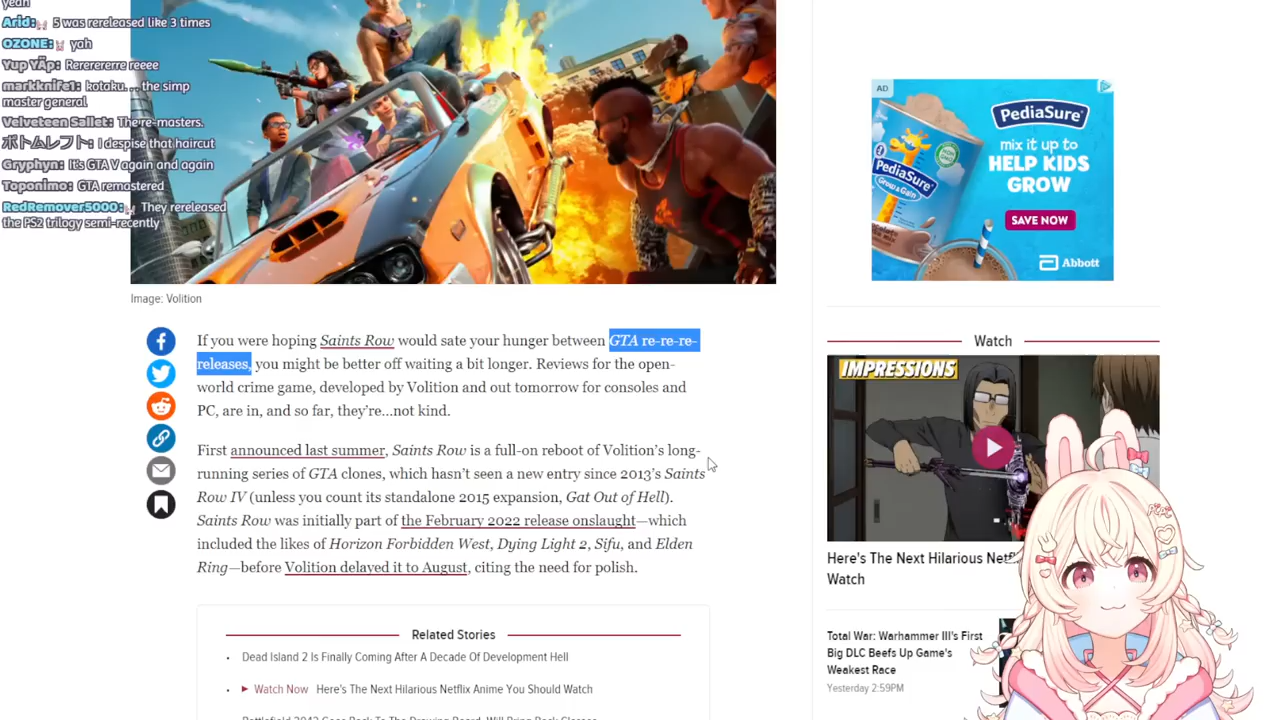 yeah
Arid: 5 was rereleased like 3 times
OZONE: yah
Yup YÃp: Rerererererre reeee
markknife1: kotaku. . . the simp
master general
Velveteen Sallet: The re-masters.
ボトムレフト: I despise that haircut
Gryphyn: It's GTA V again and again
Toponimo: GTA remastered
RedRemover5000: They rereleased
the PS2 trilogy semi-recently
Image: Volition
If you were hoping Saints Row would sate your hunger between GTA re-re-re-
releases, you might be better off waiting a bit longer. Reviews for the open-
world crime game, developed by Volition and out tomorrow for consoles and
PC, are in, and so far, they're…not kind.
First announced last summer, Saints Row is a full-on reboot of Volition's long-
running series of GTA clones, which hasn't seen a new entry since 2013's Saints
Row IV (unless you count its standalone 2015 expansion, Gat Out of Hell).
Saints Row was initially part of the February 2022 release onslaught—which
included the likes of Horizon Forbidden West, Dying Light 2, Sifu, and Elden
Ring—before Volition delayed it to August, citing the need for polish.
Related Stories
Dead Island 2 Is Finally Coming After A Decade Of Development Hell
Watch Now Here's The Next Hilarious Netflix Anime You Should Watch
AD
PediaSure
mix it up to
HELP KIDS
GROW
SAVE NOW
Abbott
PediaSure
Grow & Gain
Watch
IMPRESSIONS
Here's The Next Hilarious Netf
Watch
Total War: Warhammer III's First
Big DLC Beefs Up Game's
Weakest Race
Yesterday 2:59PM